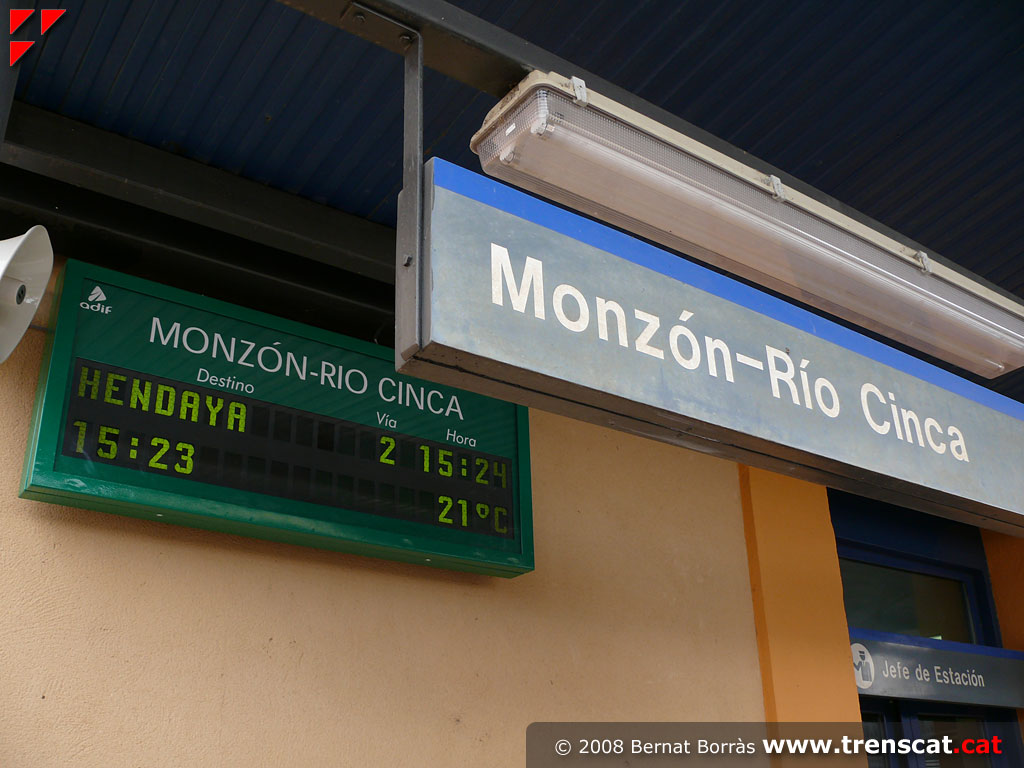 adif
MONZÓN-RIO CINCA
Destino
Vía
Hora
HENDAYA 2 15:24
15:23 21ºC
Monzón-Río Cinca
Jefe de Estación
© 2008 Bernat Borràs www.trenscat.cat